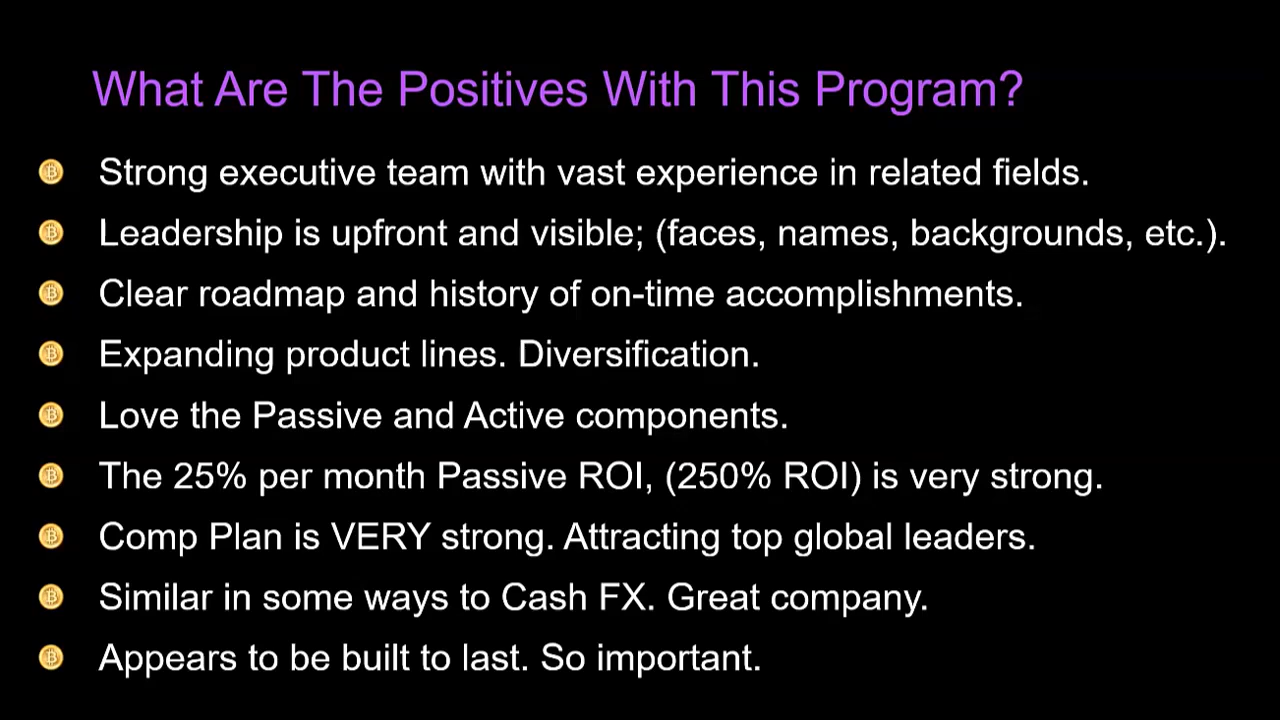 What Are The Positives With This Program?
Strong executive team with vast experience in related fields.
Leadership is upfront and visible; (faces, names, backgrounds, etc.).
Clear roadmap and history of on-time accomplishments.
Expanding product lines. Diversification.
Love the Passive and Active components.
The 25% per month Passive ROI, (250% ROI) is very strong.
Comp Plan is VERY strong. Attracting top global leaders.
Similar in some ways to Cash FX. Great company.
Appears to be built to last. So important.